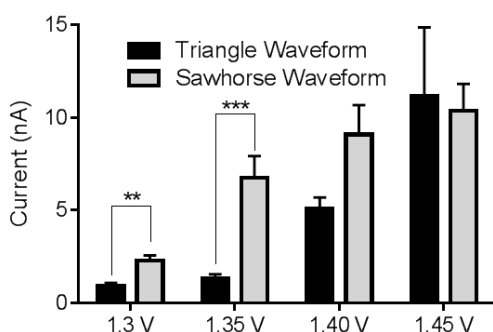 15
Triangle Waveform
Sawhorse Waveform
***
10
Current (nA)
**
5
0
1.3 V 1.35 V 1.40 V 1.45 V